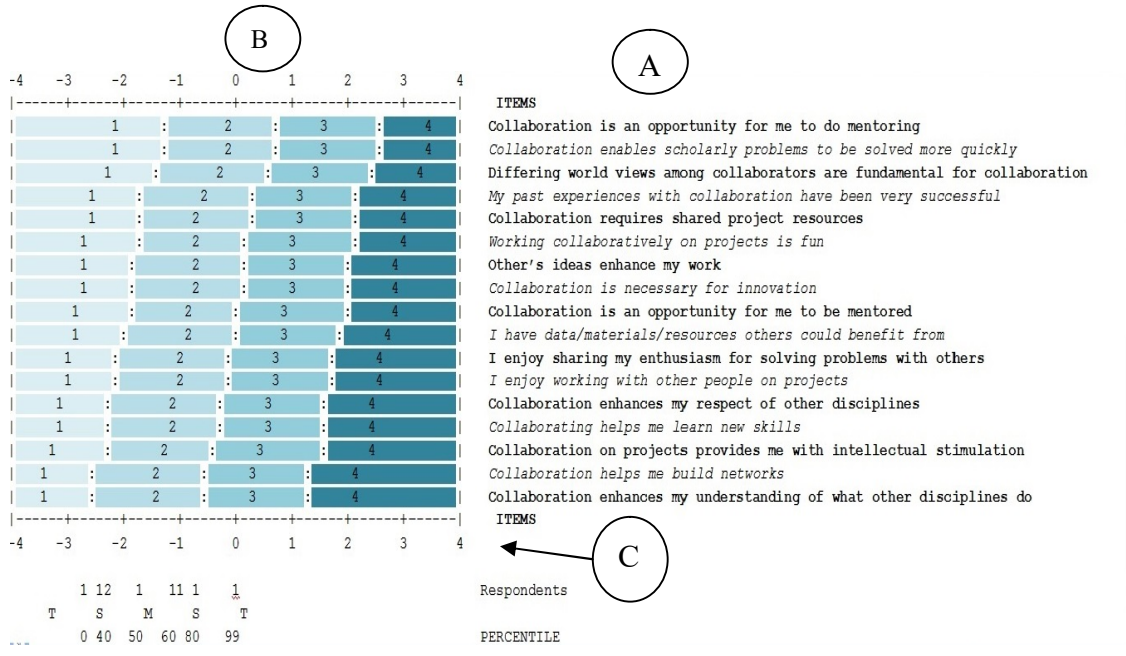 B
A
-4 -3 -2 -1 0 1 2 3 4
|------+------+------+------+------+------+------+------| ITEMS
| 1 : 2 : 3 : 4 | Collaboration is an opportunity for me to do mentoring
| 1 : 2 : 3 : 4 | Collaboration enables scholarly problems to be solved more quickly
| 1 : 2 : 3 : 4 | Differing world views among collaborators are fundamental for collaboration
| 1 : 2 : 3 : 4 | My past experiences with collaboration have been very successful
| 1 : 2 : 3 : 4 | Collaboration requires shared project resources
| 1 : 2 : 3 : 4 | Working collaboratively on projects is fun
| 1 : 2 : 3 : 4 | Other's ideas enhance my work
| 1 : 2 : 3 : 4 | Collaboration is necessary for innovation
| 1 : 2 : 3 : 4 | Collaboration is an opportunity for me to be mentored
| 1 : 2 : 3 : 4 | I have data/materials/resources others could benefit from
| 1 : 2 : 3 : 4 | I enjoy sharing my enthusiasm for solving problems with others
| 1 : 2 : 3 : 4 | I enjoy working with other people on projects
| 1 : 2 : 3 : 4 | Collaboration enhances my respect of other disciplines
| 1 : 2 : 3 : 4 | Collaborating helps me learn new skills
| 1 : 2 : 3 : 4 | Collaboration on projects provides me with intellectual stimulation
| 1 : 2 : 3 : 4 | Collaboration helps me build networks
| 1 : 2 : 3 : 4 | Collaboration enhances my understanding of what other disciplines do
|------+------+------+------+------+------+------+------| ITEMS
-4 -3 -2 -1 0 1 2 3 4
C
1 12 1 11 1 1 Respondents
T S M S T
0 40 50 60 80 99 PERCENTILE